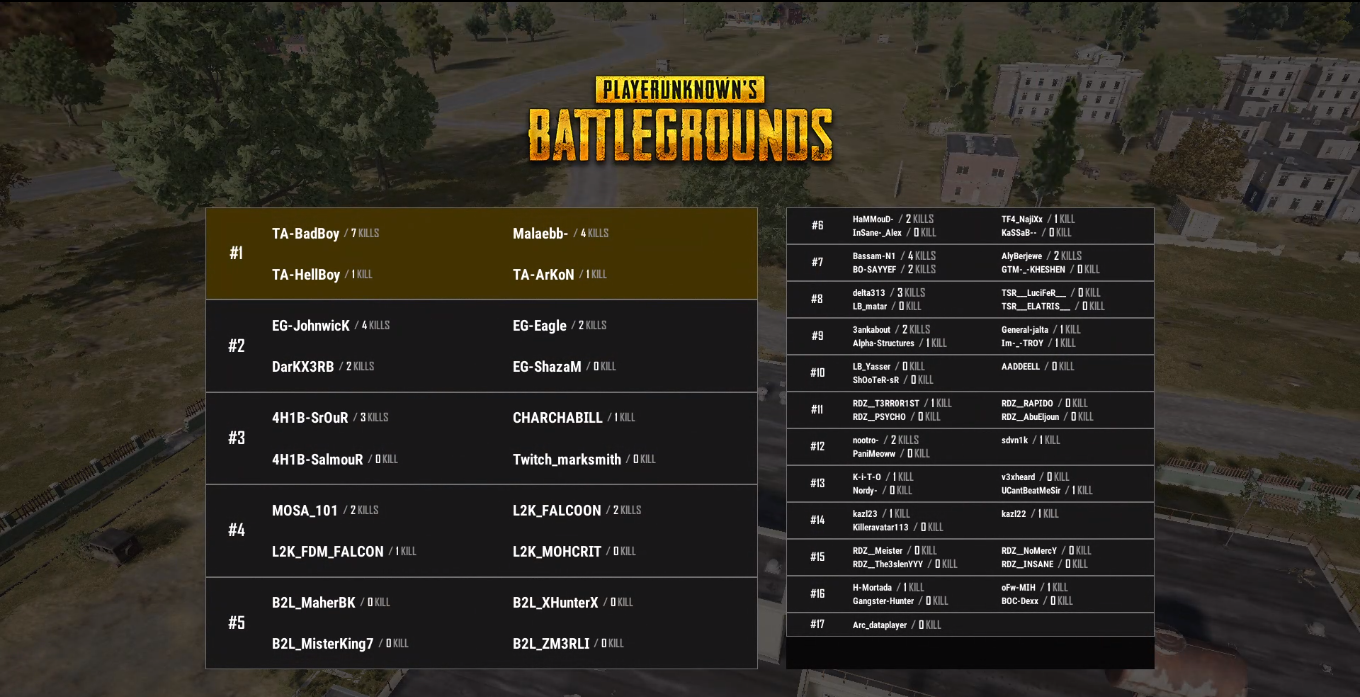 PLAYERUNKNOWN'S
BATTLEGROUNDS
#1
TA-BadBoy / 7 KILLS Malaebb- / 4 KILLS
TA-HellBoy / 1 KILL TA-ArKoN / 1 KILL
#2
EG-JohnwicK / 4 KILLS EG-Eagle / 2 KILLS
DarKX3RB / 2 KILLS EG-ShazaM / 0 KILL
#3
4H1B-SrOuR / 3 KILLS CHARCHABILL / 1 KILL
4H1B-SalmouR / 0 KILL Twitch_marksmith / 0 KILL
#4
MOSA_101 / 2 KILLS L2K_FALCOON / 2 KILLS
L2K_FDM_FALCON / 1 KILL L2K_MOHCRIT / 0 KILL
#5
B2L_MaherBK / 0 KILL B2L_XHunterX / 0 KILL
B2L_MisterKing7 / 0 KILL B2L_ZM3RLI / 0 KILL
#6
HaMMouD- / 2 KILLS TF4_NajiXx / 1 KILL
InSane-_Alex / 0 KILL KaSSaB-- / 0 KILL
#7
Bassam-N1 / 4 KILLS AlyBerjewe / 2 KILLS
BO-SAYYEF / 2 KILLS GTM-_-KHESHEN / 0 KILL
#8
delta313 / 3 KILLS TSR__LuciFeR__ / 0 KILL
LB_matar / 0 KILL TSR__ELATRIS__ / 0 KILL
#9
3ankabout / 2 KILLS General-jalta / 1 KILL
Alpha-Structures / 1 KILL Im-_-TROY / 1 KILL
#10
LB_Yasser / 0 KILL AADDEELL / 0 KILL
ShOoTeR-sR / 0 KILL
#11
RDZ__T3RR0R1ST / 1 KILL RDZ__RAPIDO / 0 KILL
RDZ__PSYCHO / 0 KILL RDZ__AbuEljoun / 0 KILL
#12
nootro- / 2 KILLS sdvn1k / 1 KILL
PaniMeoww / 0 KILL
#13
K-i-T-O / 1 KILL v3xheard / 0 KILL
Nordy- / 0 KILL UCantBeatMeSir / 1 KILL
#14
kazl23 / 1 KILL kazl22 / 1 KILL
Killeravatar113 / 0 KILL
#15
RDZ__Meister / 0 KILL RDZ__NoMercY / 0 KILL
RDZ__The3slenYYY / 0 KILL RDZ__INSANE / 0 KILL
#16
H-Mortada / 1 KILL oFw-MIH / 1 KILL
Gangster-Hunter / 0 KILL BOC-Dexx / 0 KILL
#17
Arc_dataplayer / 0 KILL